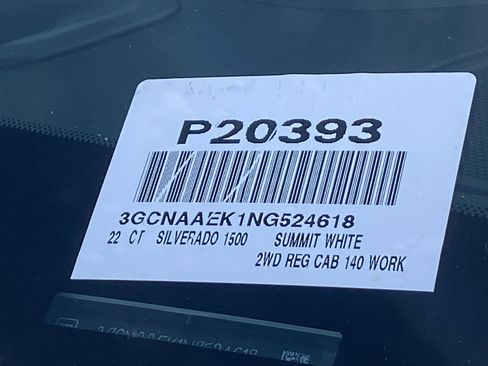 P20393
3GCNAAEK1NG524618
22 CT SILVERADO 1500 SUMMIT WHITE
2WD REG CAB 140 WORK